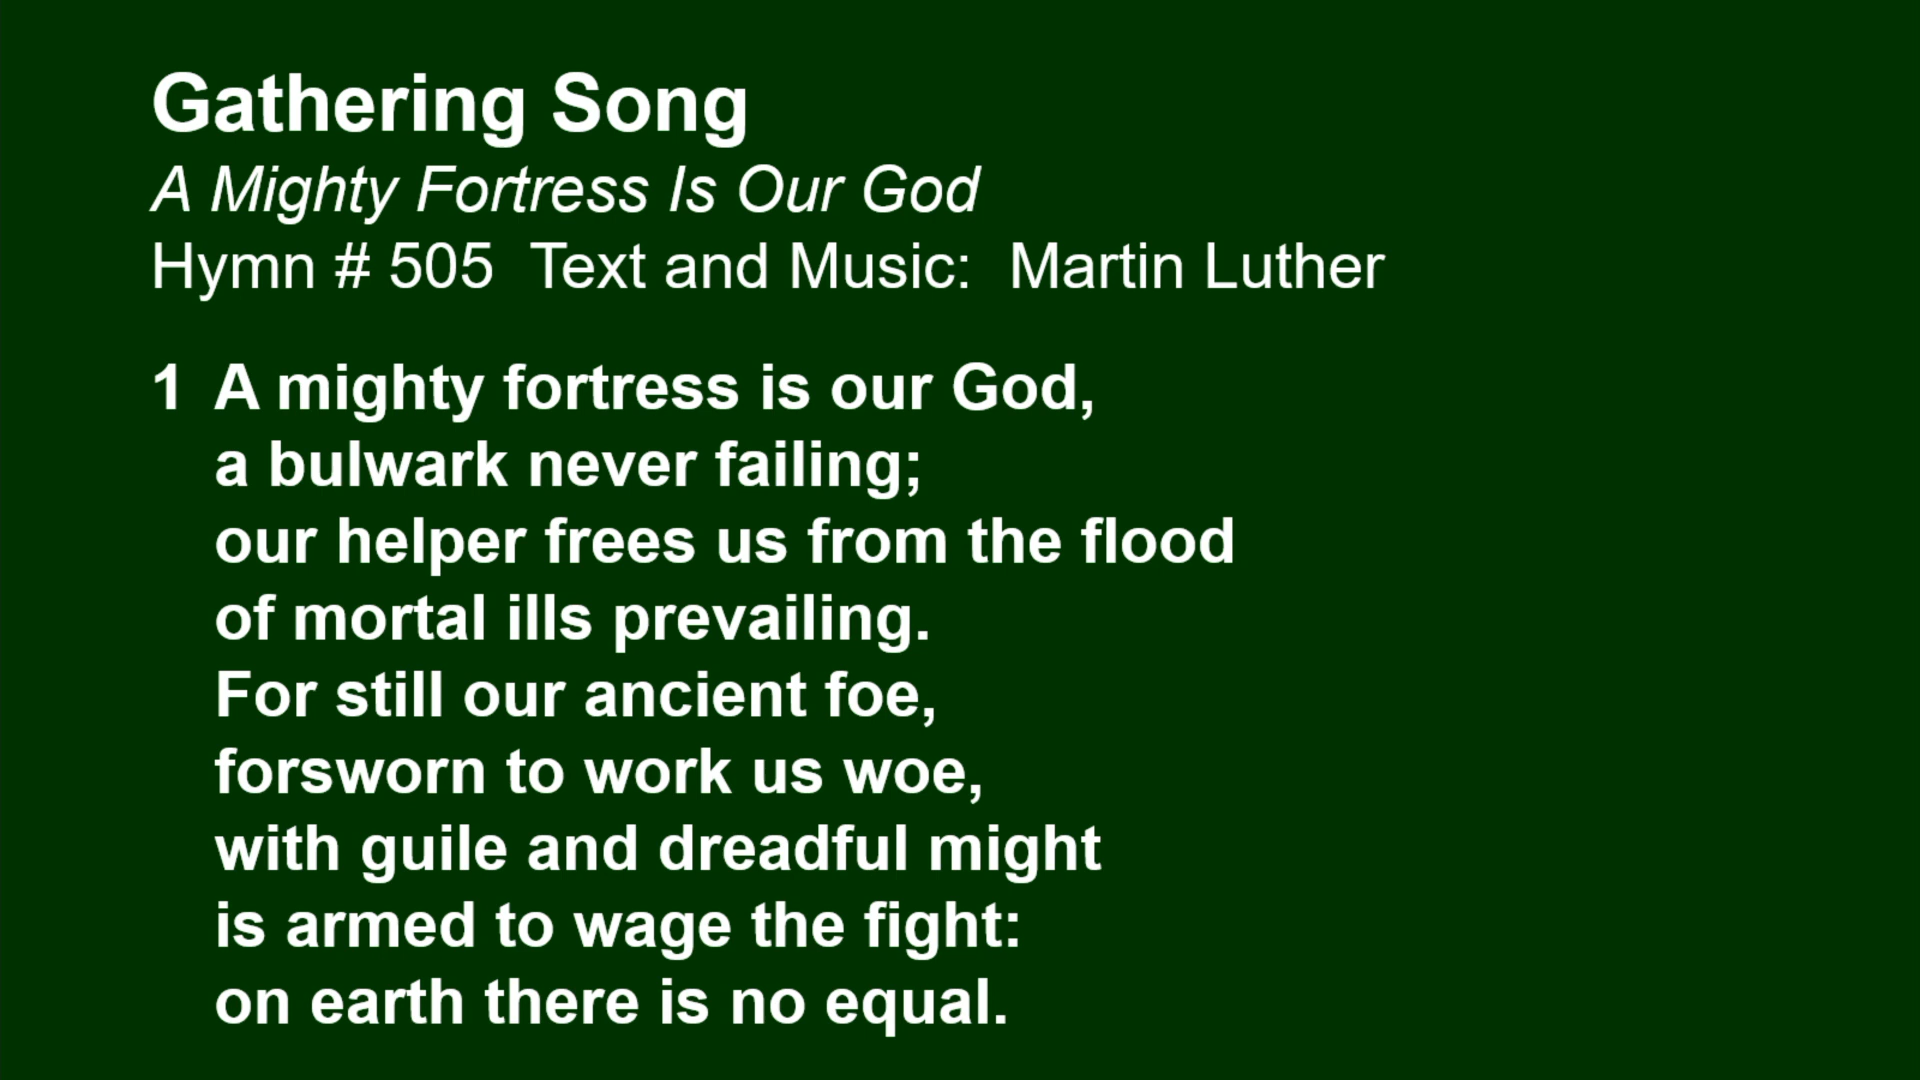 Gathering Song
A Mighty Fortress Is Our God
Hymn # 505  Text and Music:  Martin Luther
1 A mighty fortress is our God,
a bulwark never failing;
our helper frees us from the flood
of mortal ills prevailing.
For still our ancient foe,
forsworn to work us woe,
with guile and dreadful might
is armed to wage the fight:
on earth there is no equal.